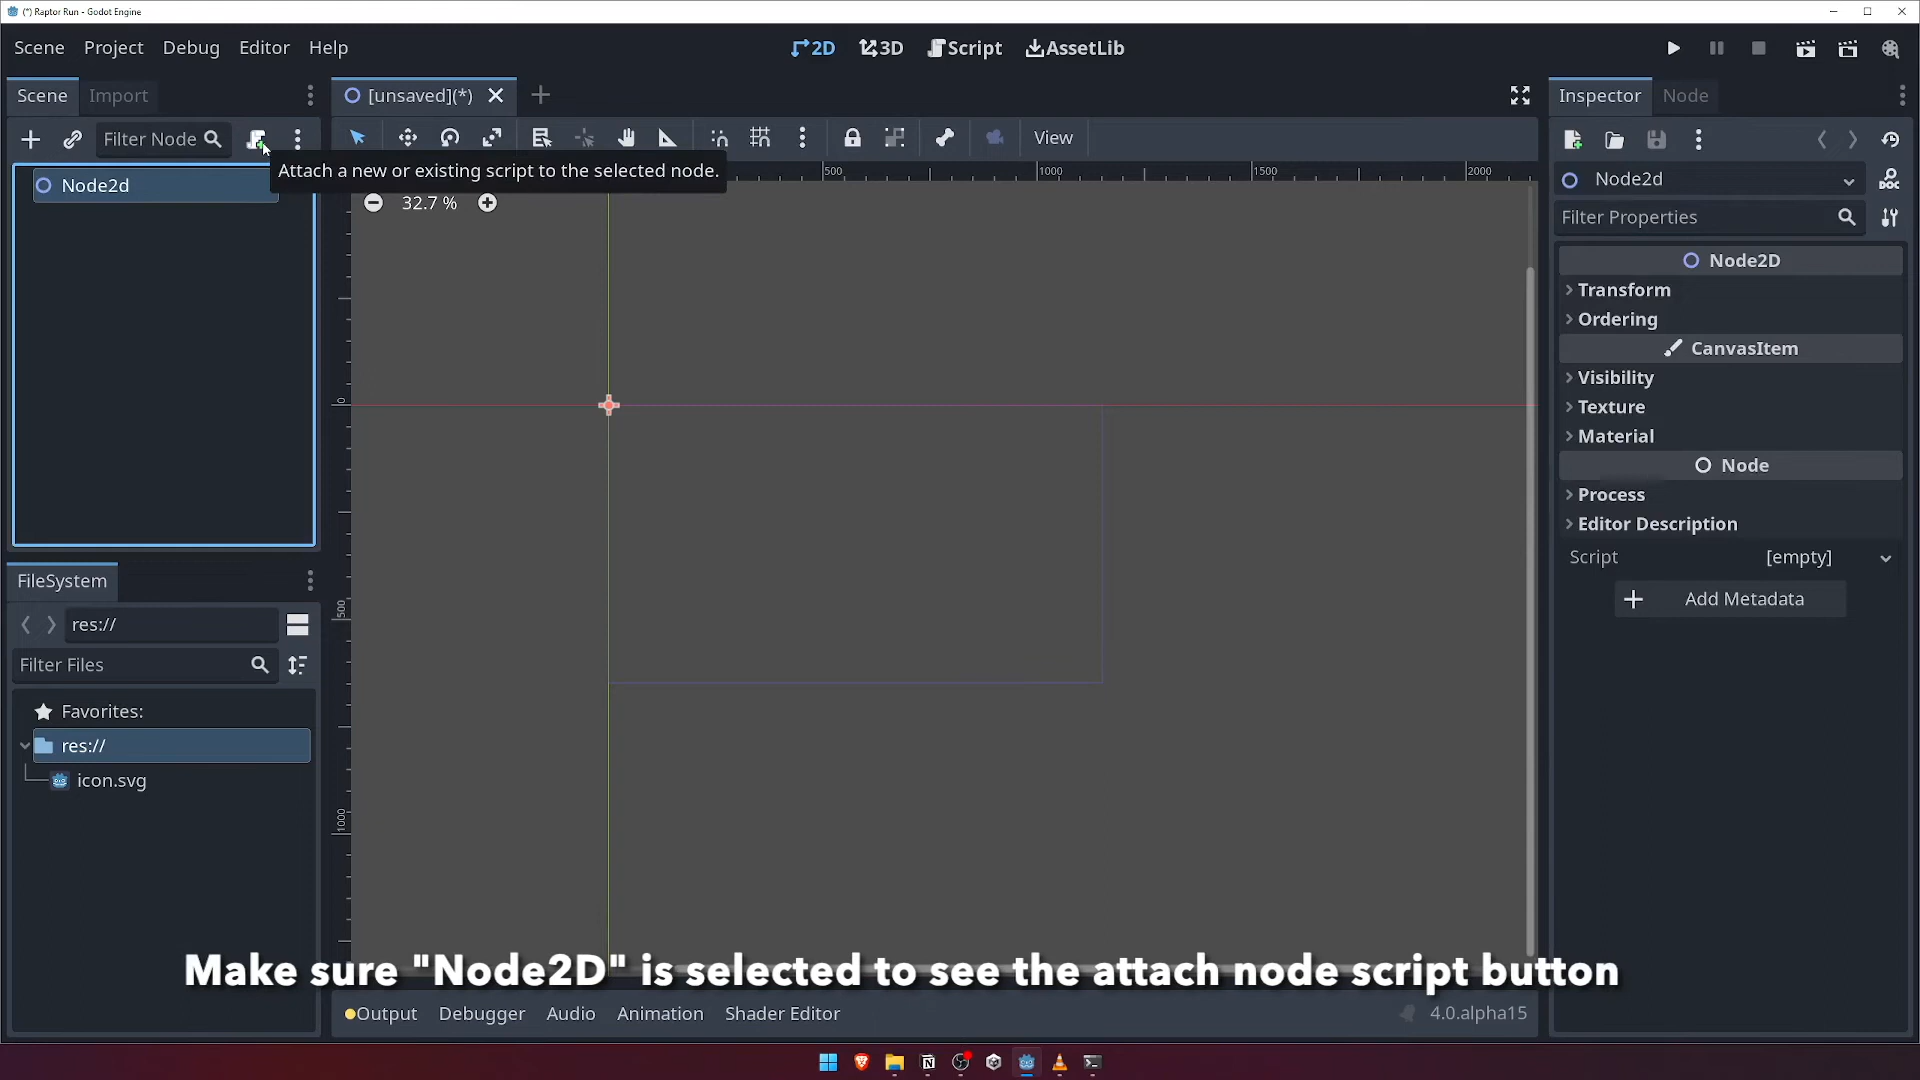 (*) Raptor Run - Godot Engine
Scene Project Debug Editor Help
2D 3D Script AssetLib
Scene Import
[unsaved](*)
Inspector Node
Filter Node
View
Attach a new or existing script to the selected node.
500 1000 1500 2000
Node2d
32.7 %
0
500
1000
Node2d
DOC
Filter Properties
Node2D
Transform
Ordering
CanvasItem
Visibility
Texture
Material
Node
Process
Editor Description
Script [empty]
Add Metadata
FileSystem
res://
Filter Files
Favorites:
res://
icon.svg
Make sure "Node2D" is selected to see the attach node script button
Output Debugger Audio Animation Shader Editor
4.0.alpha15